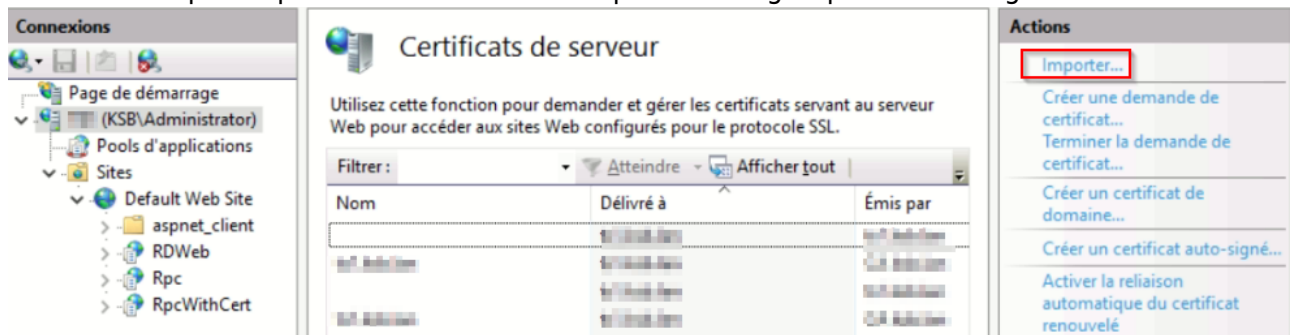 Connexions
Page de démarrage
(KSB\Administrator)
Pools d'applications
Sites
Default Web Site
aspnet_client
RDWeb
Rpc
RpcWithCert
Certificats de serveur
Utilisez cette fonction pour demander et gérer les certificats servant au serveur
Web pour accéder aux sites Web configurés pour le protocole SSL.
Filtrer : Atteindre Afficher tout
Nom Délivré à Émis par
Actions
Importer...
Créer une demande de
certificat...
Terminer la demande de
certificat...
Créer un certificat de
domaine...
Créer un certificat auto-signé...
Activer la reliaison
automatique du certificat
renouvelé